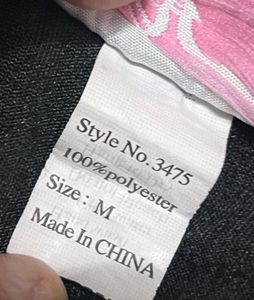 Style No. 3475
100%polyester
Size : M
Made In CHINA